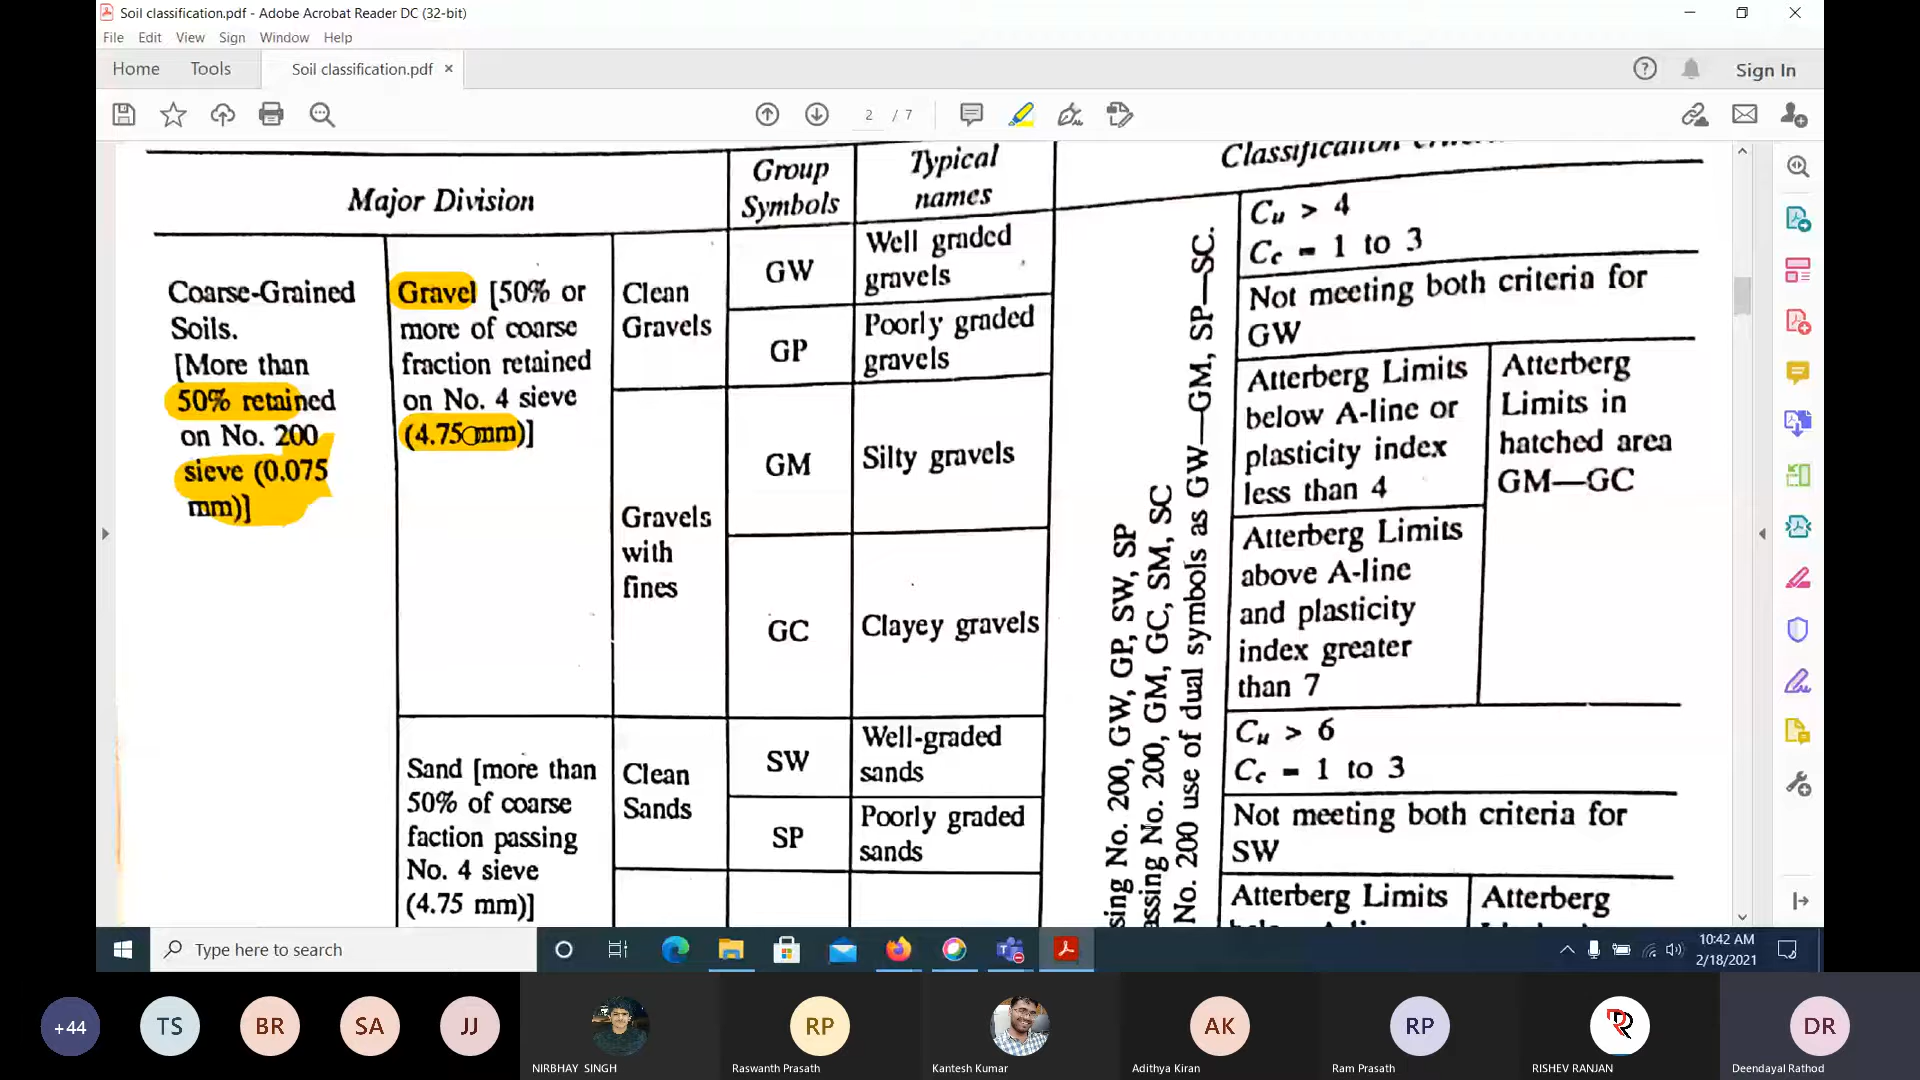 Soil classification.pdf - Adobe Acrobat Reader DC (32-bit)
File Edit View Sign Window Help
Home Tools Soil classification.pdf × Sign In
2 / 7
Major Division
Group
Symbols
Typical
names
Classification
Coarse-Grained
Soils.
[More than
50% retained
on No. 200
sieve (0.075
mm)]
Gravel [50% or
more of coarse
fraction retained
on No. 4 sieve
(4.75 mm)]
Clean
Gravels
GW
Well graded
gravels
Cu > 4
Cc = 1 to 3
GP
Poorly graded
gravels
Not meeting both criteria for
GW
Gravels
with
fines
GM
Silty gravels
Atterberg Limits
below A-line or
plasticity index
less than 4
Atterberg
Limits in
hatched area
GM—GC
GC
Clayey gravels
Atterberg Limits
above A-line
and plasticity
index greater
than 7
Sand [more than
50% of coarse
faction passing
No. 4 sieve
(4.75 mm)]
Clean
Sands
SW
Well-graded
sands
Cu > 6
Cc = 1 to 3
SP
Poorly graded
sands
Not meeting both criteria for
SW
Atterberg Limits
Atterberg
No. 200, GW, GP, SW, SP
No. 200, GM, GC, SM, SC
No. 200 use of dual symbols as GW—GM, SP—SC.
Type here to search
10:42 AM
2/18/2021
+44 TS BR SA JJ RP AK RP DR
NIRBHAY SINGH Raswanth Prasath Kantesh Kumar Adithya Kiran Ram Prasath RISHEV RANJAN Deendayal Rathod